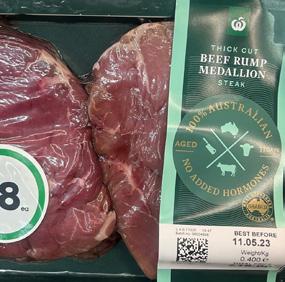 THICK CUT
BEEF RUMP
MEDALLION
STEAK
100% AUSTRALIAN
AGED
NO ADDED HORMONES
8
ea
BEST BEFORE
11.05.23
Weight/Kg
0.400